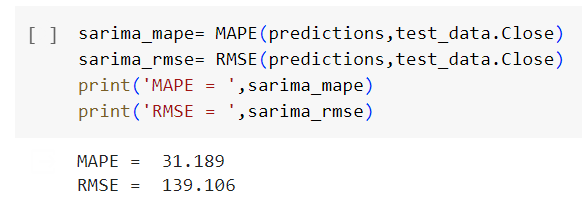 [ ] sarima_mape= MAPE(predictions,test_data.Close)
sarima_rmse= RMSE(predictions,test_data.Close)
print('MAPE = ',sarima_mape)
print('RMSE = ',sarima_rmse)
MAPE =  31.189
RMSE =  139.106